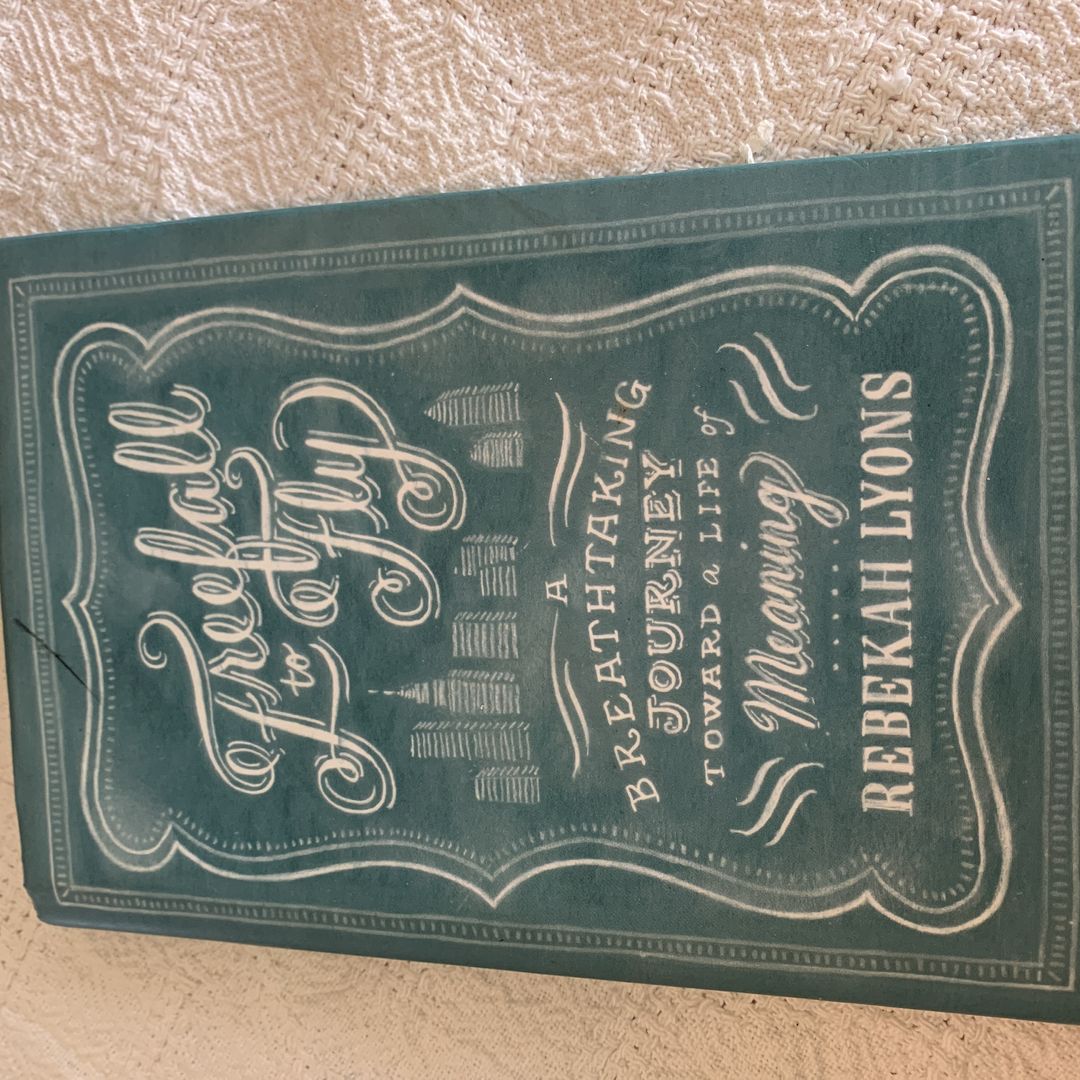 Freefall
to Fly
A
BREATHTAKING
JOURNEY
TOWARD a LIFE of
Meaning
REBEKAH LYONS